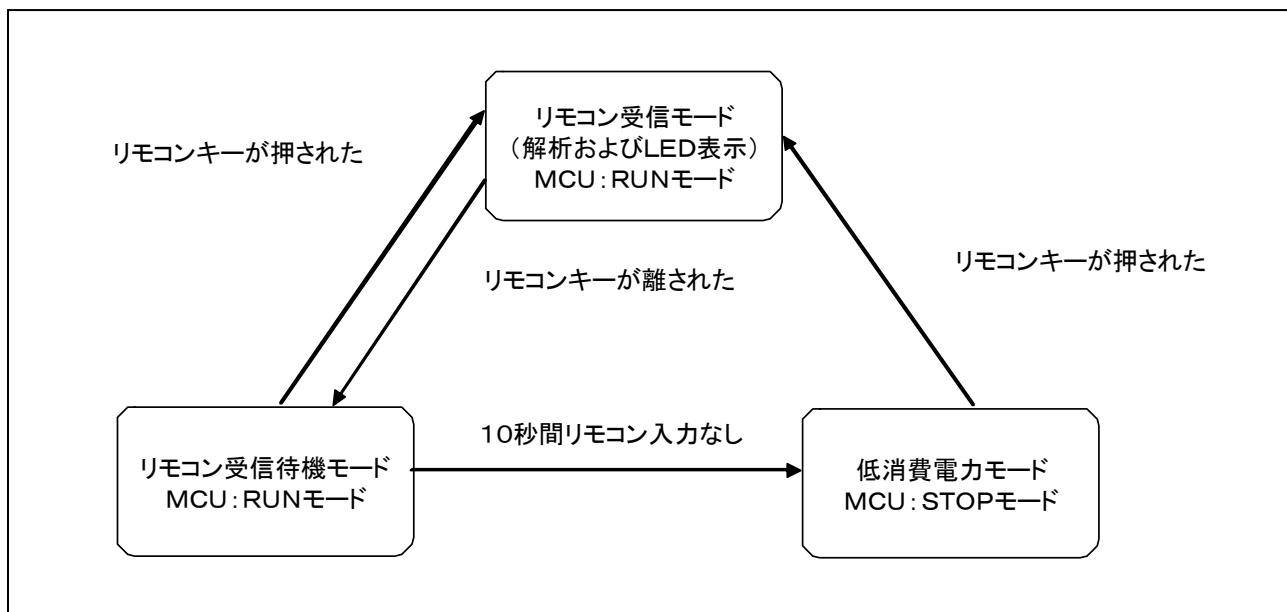 リモコン受信モード
（解析およびLED表示）
MCU：RUNモード
リモコンキーが押された
リモコンキーが押された
リモコンキーが離された
10秒間リモコン入力なし
リモコン受信待機モード
MCU：RUNモード
低消費電力モード
MCU：STOPモード